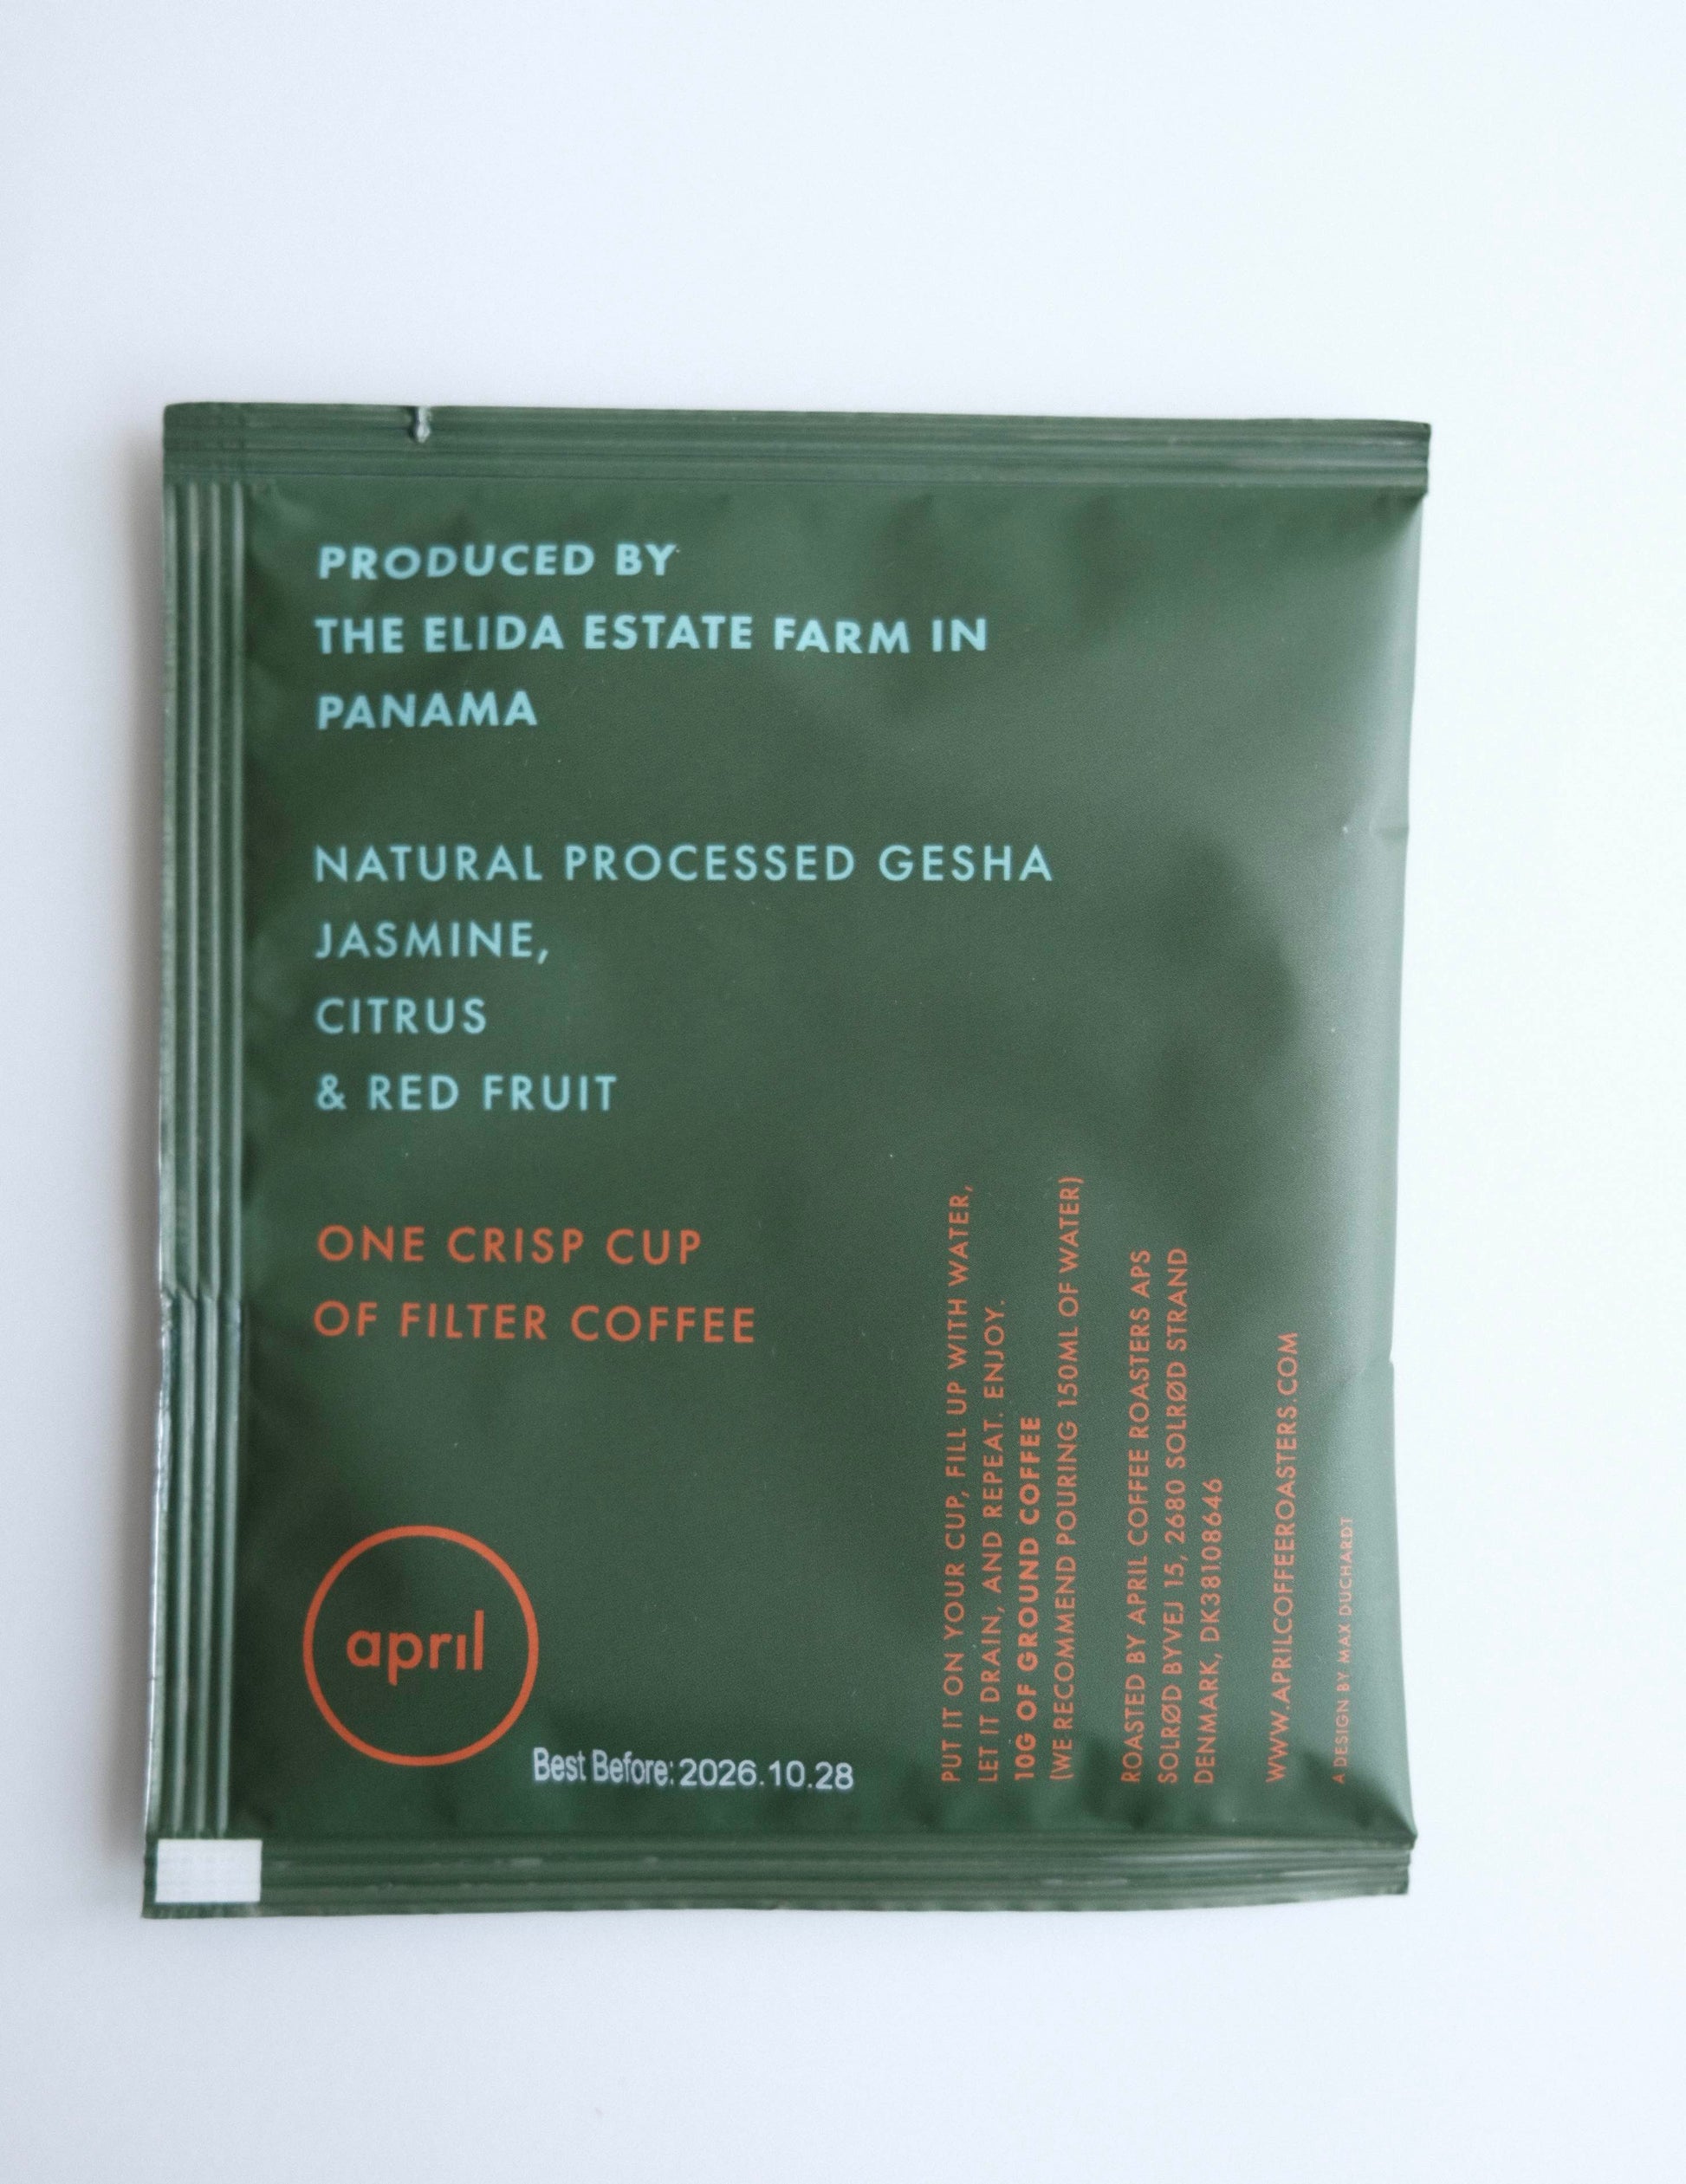 PRODUCED BY
THE ELIDA ESTATE FARM IN
PANAMA
NATURAL PROCESSED GESHA
JASMINE,
CITRUS
& RED FRUIT
ONE CRISP CUP
OF FILTER COFFEE
april
Best Before: 2026.10.28
PUT IT ON YOUR CUP, FILL UP WITH WATER,
LET IT DRAIN, AND REPEAT. ENJOY.
10G OF GROUND COFFEE
(WE RECOMMEND POURING 150ML OF WATER)
ROASTED BY APRIL COFFEE ROASTERS APS
SOLRØD BYVEJ 15, 2680 SOLRØD STRAND
DENMARK, DK38108646
WWW.APRILCOFFEEROASTERS.COM
A DESIGN BY MAX DUCHARDT